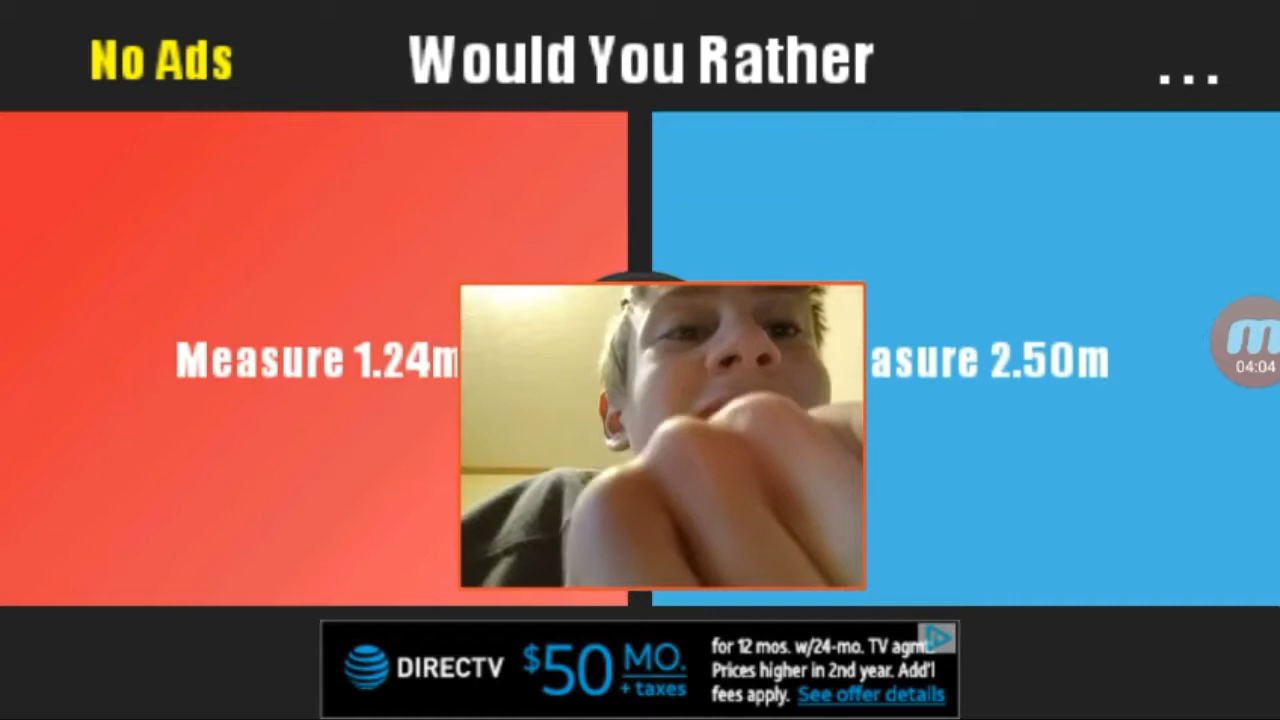 No Ads
Would You Rather
...
Measure 1.24m
asure 2.50m
m
04:04
DIRECTV
$50 MO.
+ taxes
for 12 mos. w/24-mo. TV agmt.
Prices higher in 2nd year. Add'l
fees apply. See offer details